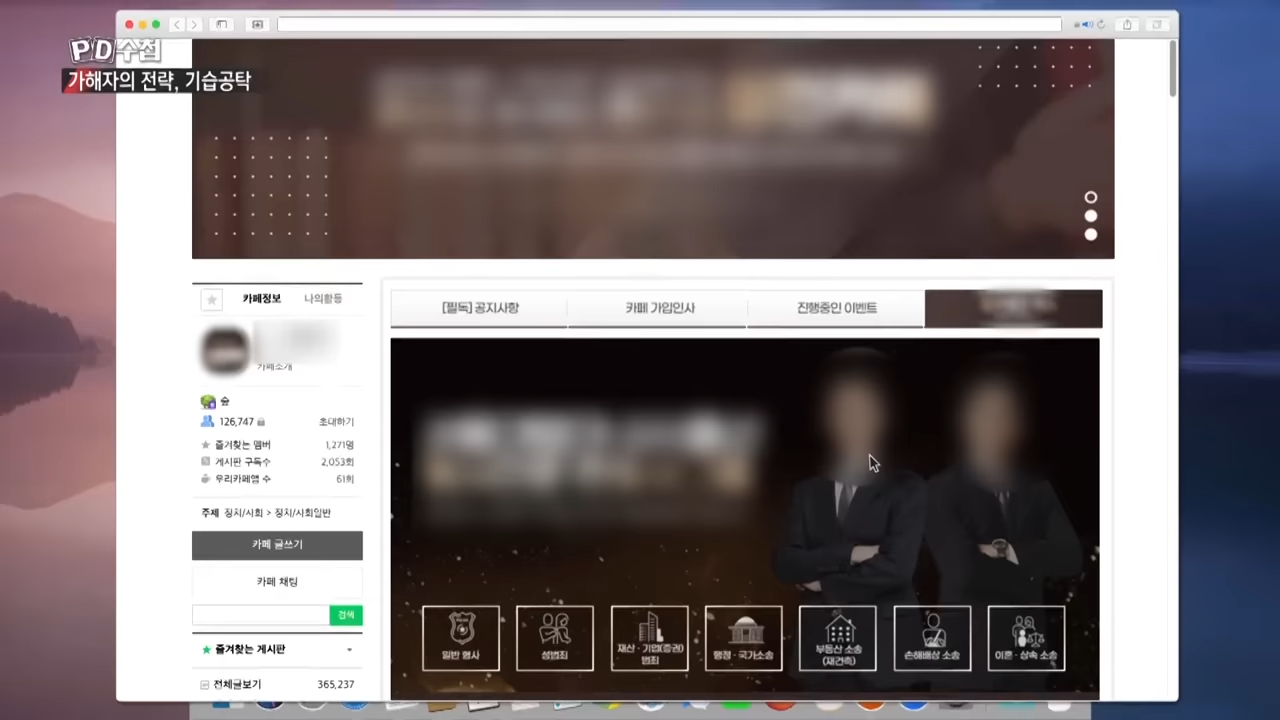 PD수첩
가해자의 전략, 기습공탁
카페정보 나의활동
카페소개
숲
126,747 초대하기
즐겨찾는 멤버 1,271명
게시판 구독수 2,053회
우리카페앱 수 61회
주제 정치/사회 > 정치/사회일반
카페 글쓰기
카페 채팅
검색
즐겨찾는 게시판
전체글보기 365,237
[필독] 공지사항 카페 가입인사 진행중인 이벤트
일반 형사 성범죄 재산·기업(증권) 범죄 행정·국가소송 부동산 소송 (재건축) 손해배상 소송 이혼·상속 소송